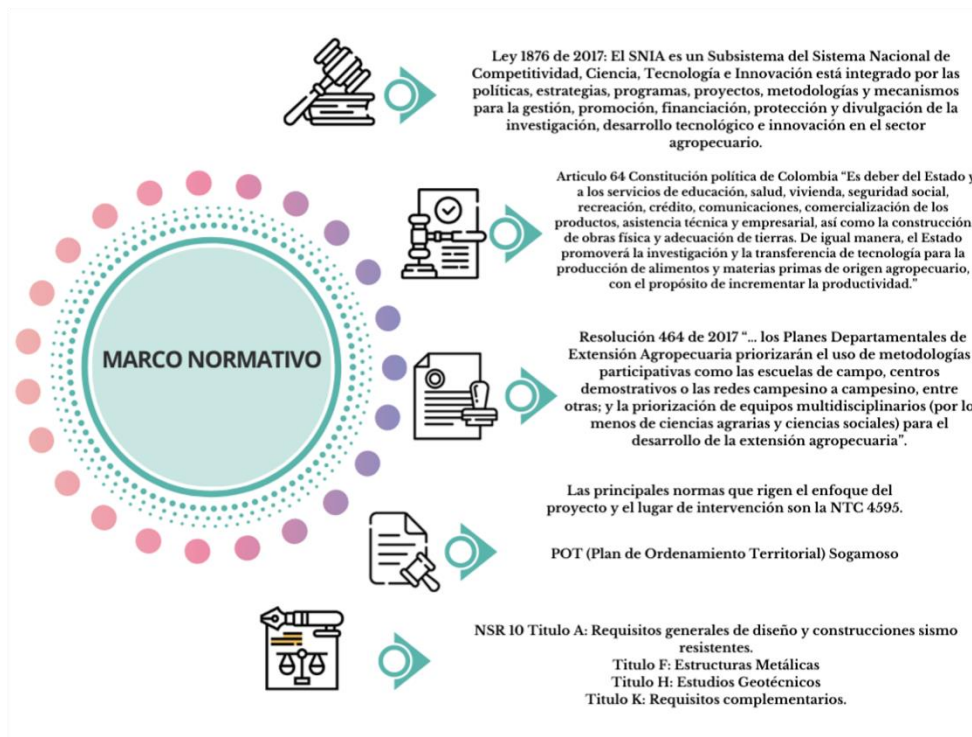 Ley 1876 de 2017: El SNIA es un Subsistema del Sistema Nacional de
Competitividad, Ciencia, Tecnología e Innovación está integrado por las
políticas, estrategias, programas, proyectos, metodologías y mecanismos
para la gestión, promoción, financiación, protección y divulgación de la
investigación, desarrollo tecnológico e innovación en el sector
agropecuario.
Articulo 64 Constitución política de Colombia “Es deber del Estado y
a los servicios de educación, salud, vivienda, seguridad social,
recreación, crédito, comunicaciones, comercialización de los
productos, asistencia técnica y empresarial, así como la construcción
de obras física y adecuación de tierras. De igual manera, el Estado
promoverá la investigación y la transferencia de tecnología para la
producción de alimentos y materias primas de origen agropecuario,
con el propósito de incrementar la productividad.”
MARCO NORMATIVO
Resolución 464 de 2017 “... los Planes Departamentales de
Extensión Agropecuaria priorizarán el uso de metodologías
participativas como las escuelas de campo, centros
demostrativos o las redes campesino a campesino, entre
otras; y la priorización de equipos multidisciplinarios (por lo
menos de ciencias agrarias y ciencias sociales) para el
desarrollo de la extensión agropecuaria”.
Las principales normas que rigen el enfoque del
proyecto y el lugar de intervención son la NTC 4595.
POT (Plan de Ordenamiento Territorial) Sogamoso
NSR 10 Titulo A: Requisitos generales de diseño y construcciones sismo
resistentes.
Titulo F: Estructuras Metálicas
Titulo H: Estudios Geotécnicos
Titulo K: Requisitos complementarios.